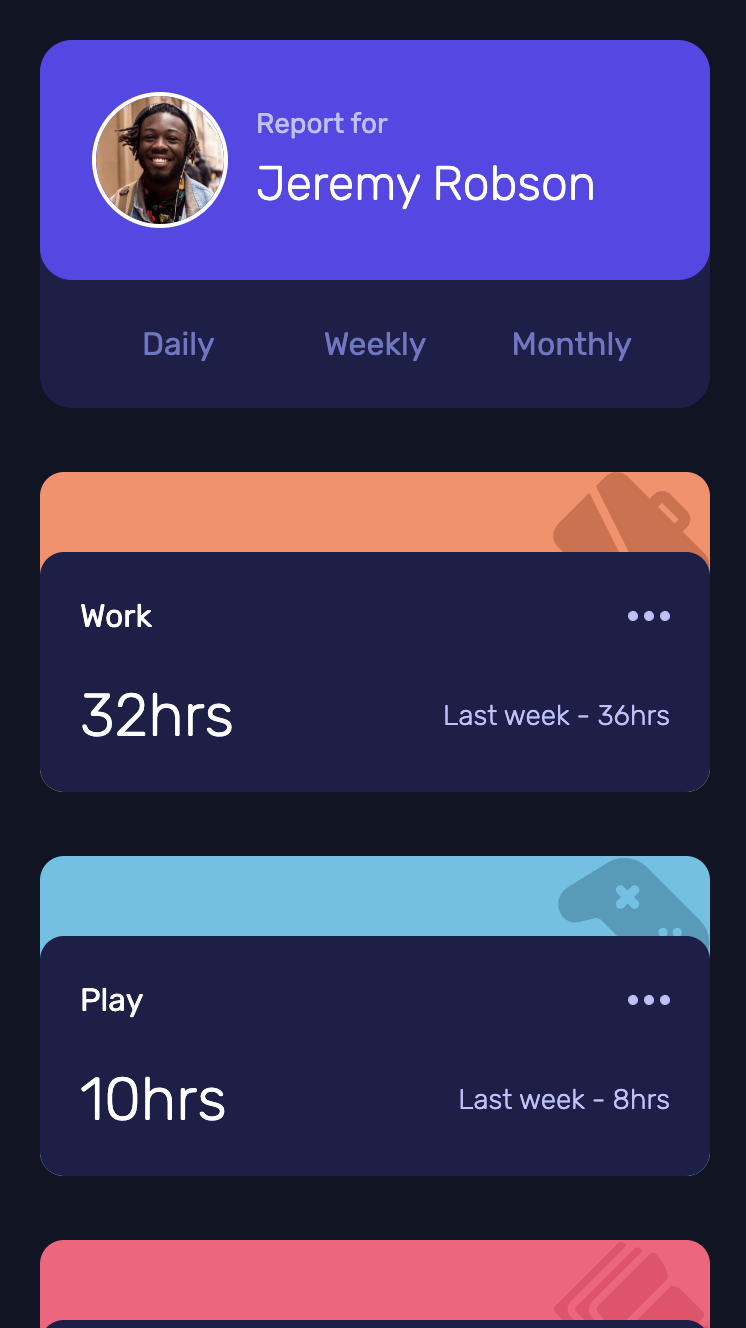 Report for
Jeremy Robson
Daily Weekly Monthly
Work
32hrs Last week - 36hrs
Play
10hrs Last week - 8hrs